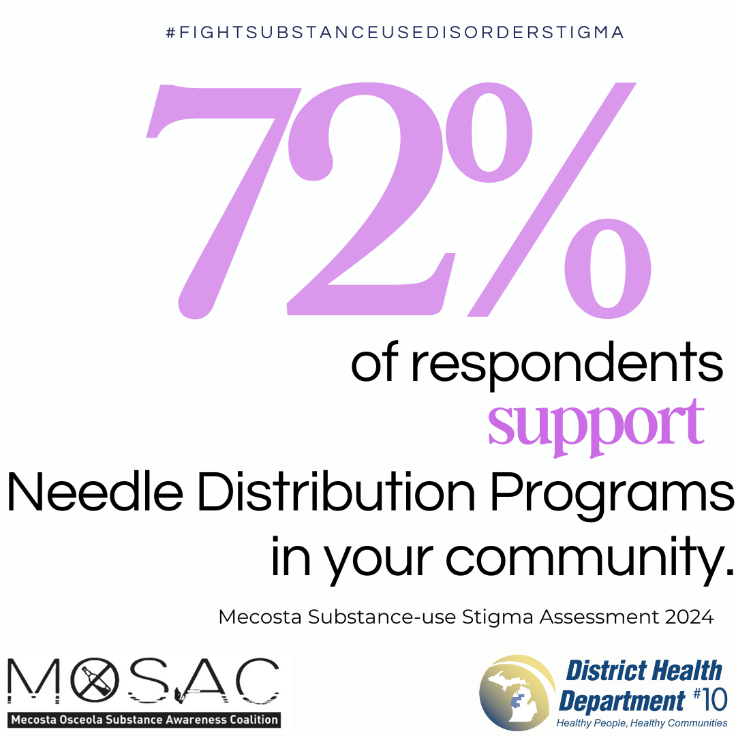 #FIGHTSUBSTANCEUSEDISORDERSTIGMA
72%
of respondents
support
Needle Distribution Programs
in your community.
Mecosta Substance-use Stigma Assessment 2024
MOSAC
Mecosta Osceola Substance Awareness Coalition
District Health
Department #10
Healthy People, Healthy Communities